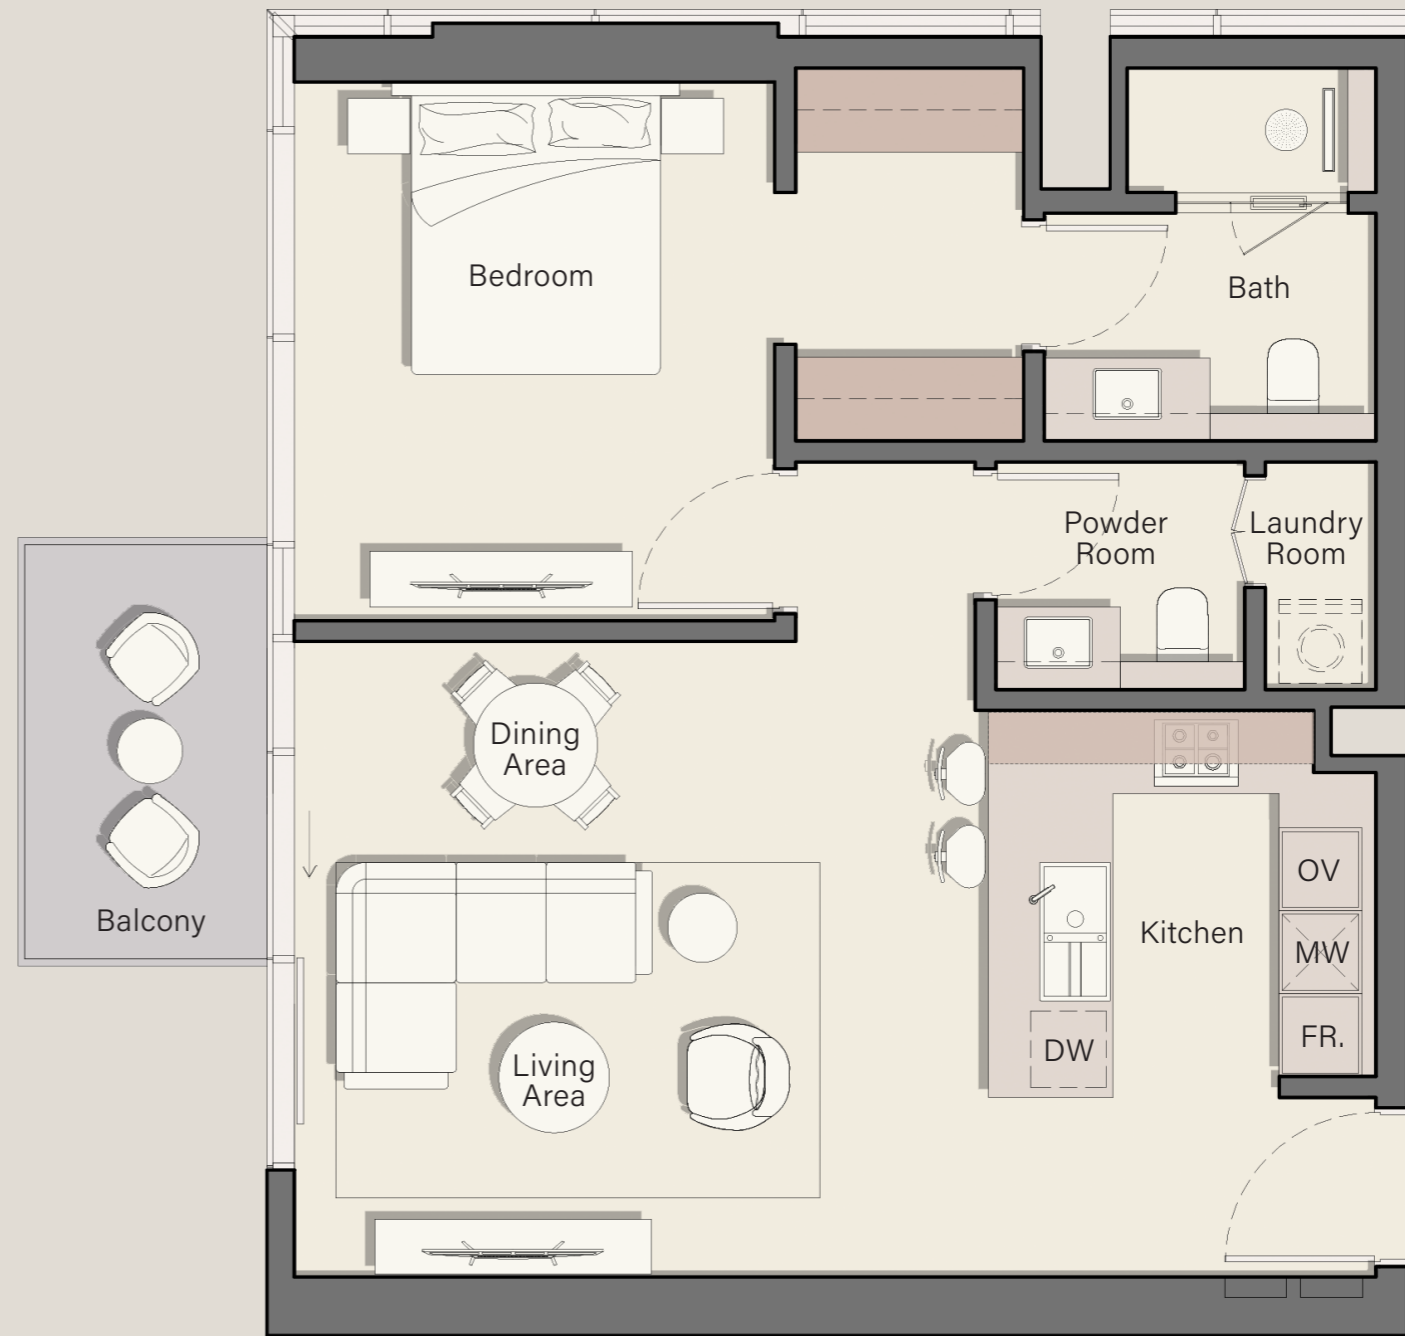 Bedroom
Bath
Powder
Room
Laundry
Room
Dining
Area
Balcony
Living
Area
Kitchen
OV
MW
FR.
DW